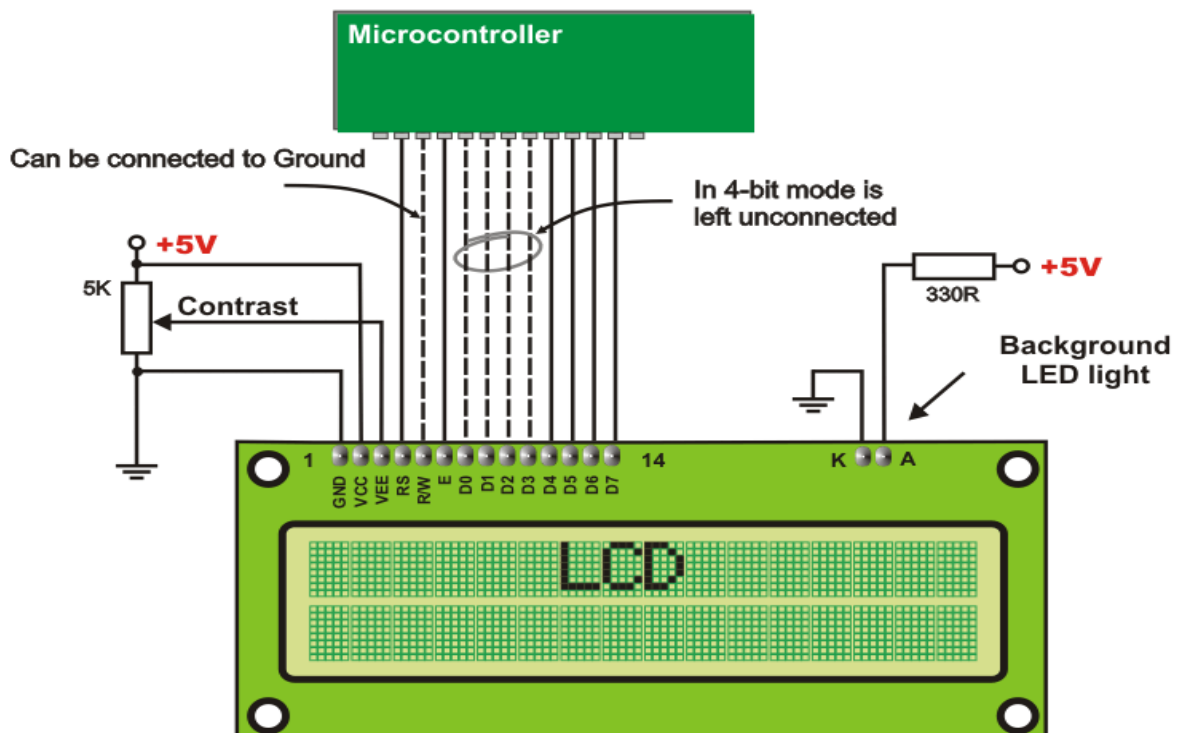 Microcontroller
Can be connected to Ground
In 4-bit mode is
left unconnected
+5V
5K
Contrast
+5V
330R
Background
LED light
1
14
K
A
GND
VCC
VEE
RS
R/W
E
D0
D1
D2
D3
D4
D5
D6
D7
LCD